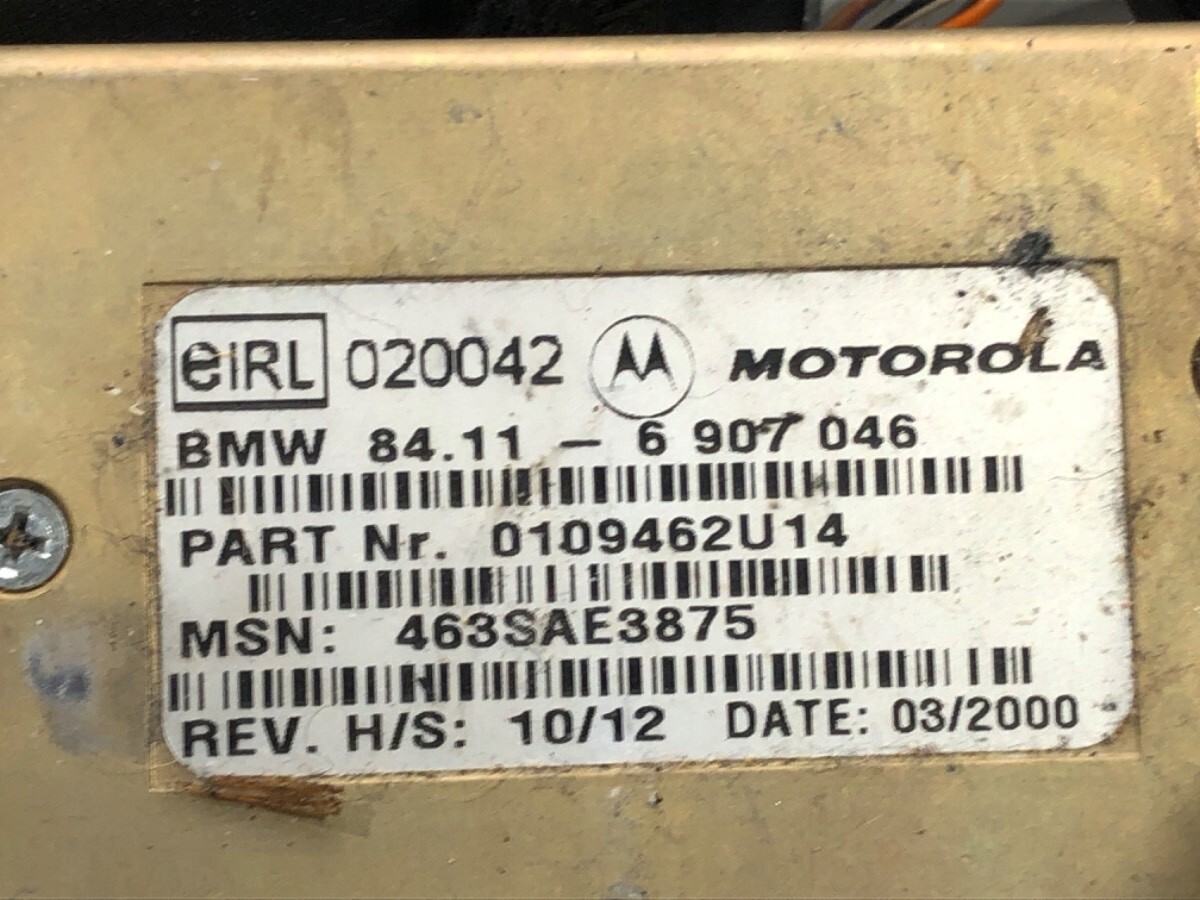 eiRL 020042 MOTOROLA
BMW 84.11 – 6 907 046
PART Nr. 0109462U14
MSN: 463SAE3875
REV. H/S: 10/12 DATE: 03/2000